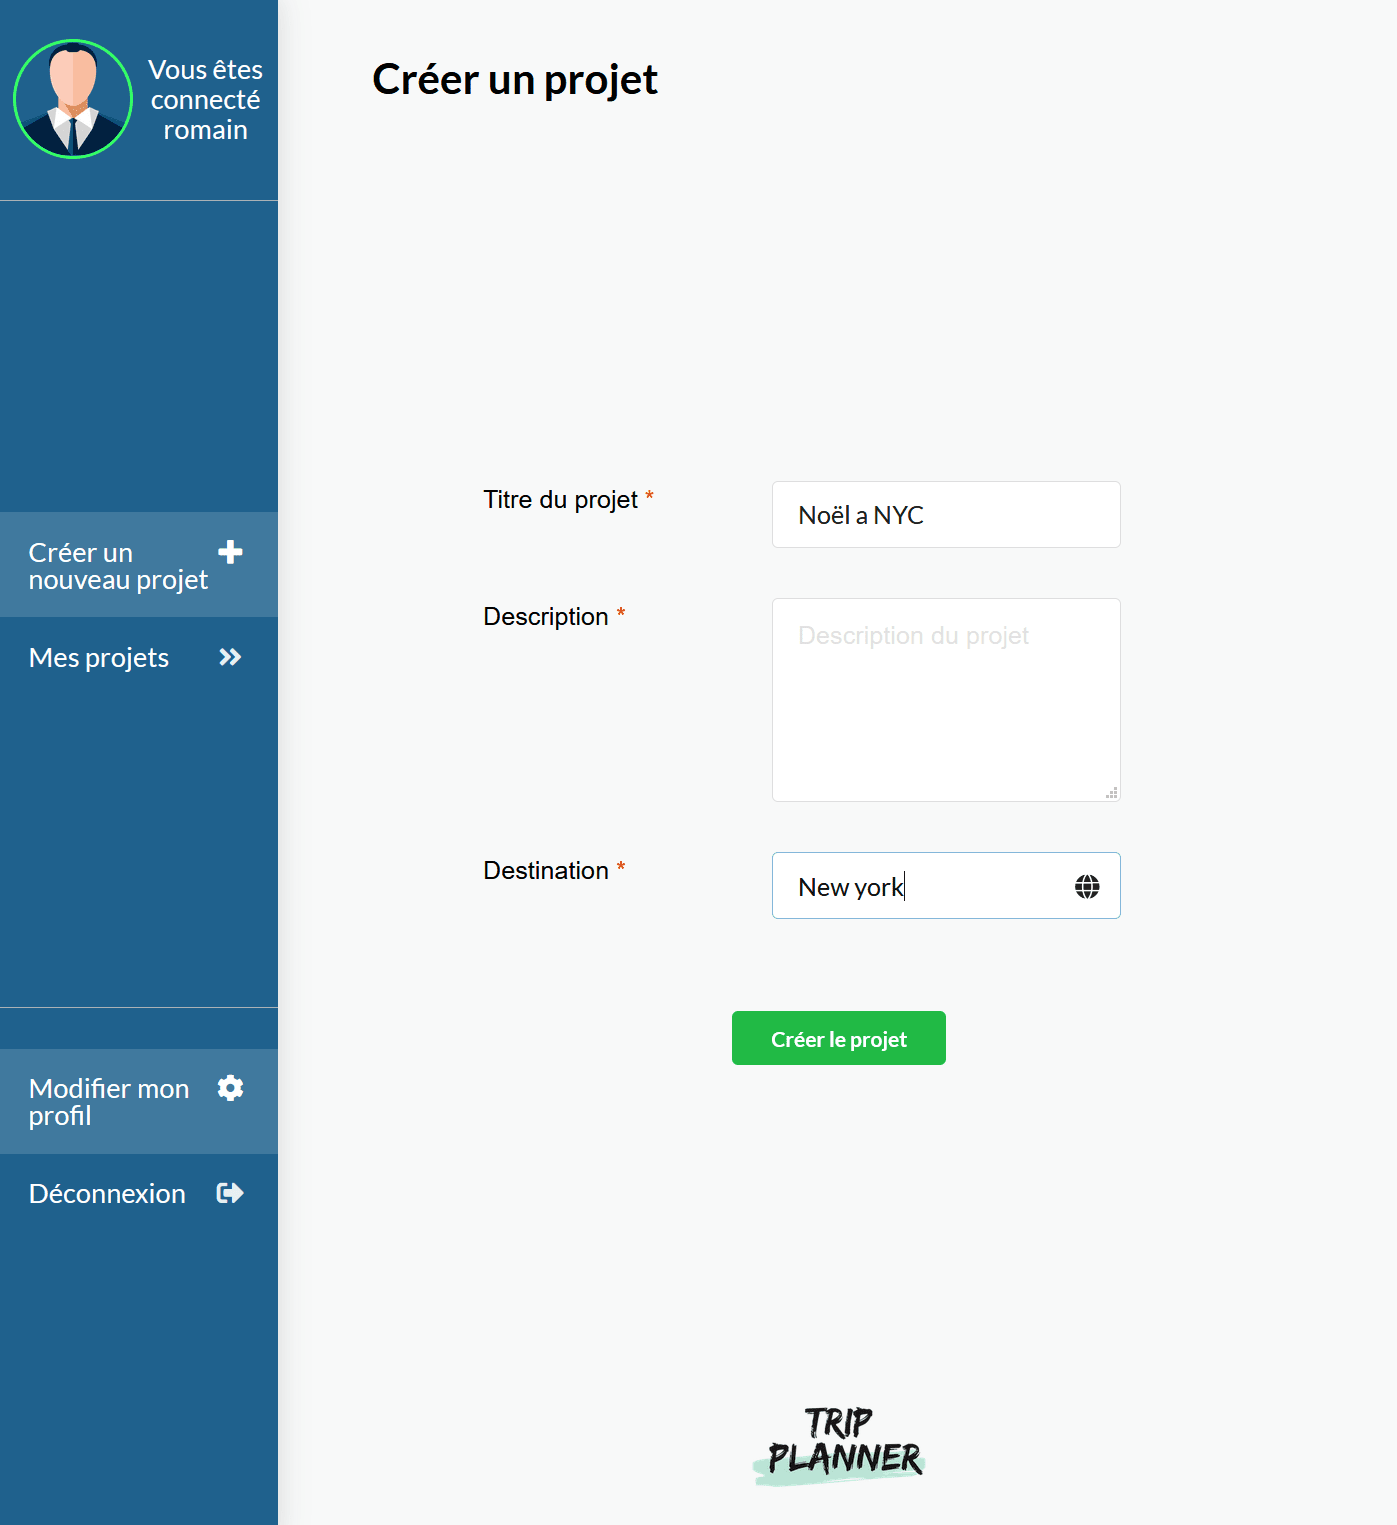 Vous êtes
connecté
romain
Créer un
nouveau projet
Mes projets
Modifier mon
profil
Déconnexion
Créer un projet
Titre du projet *
Noël a NYC
Description *
Description du projet
Destination *
New york
Créer le projet
TRIP
PLANNER